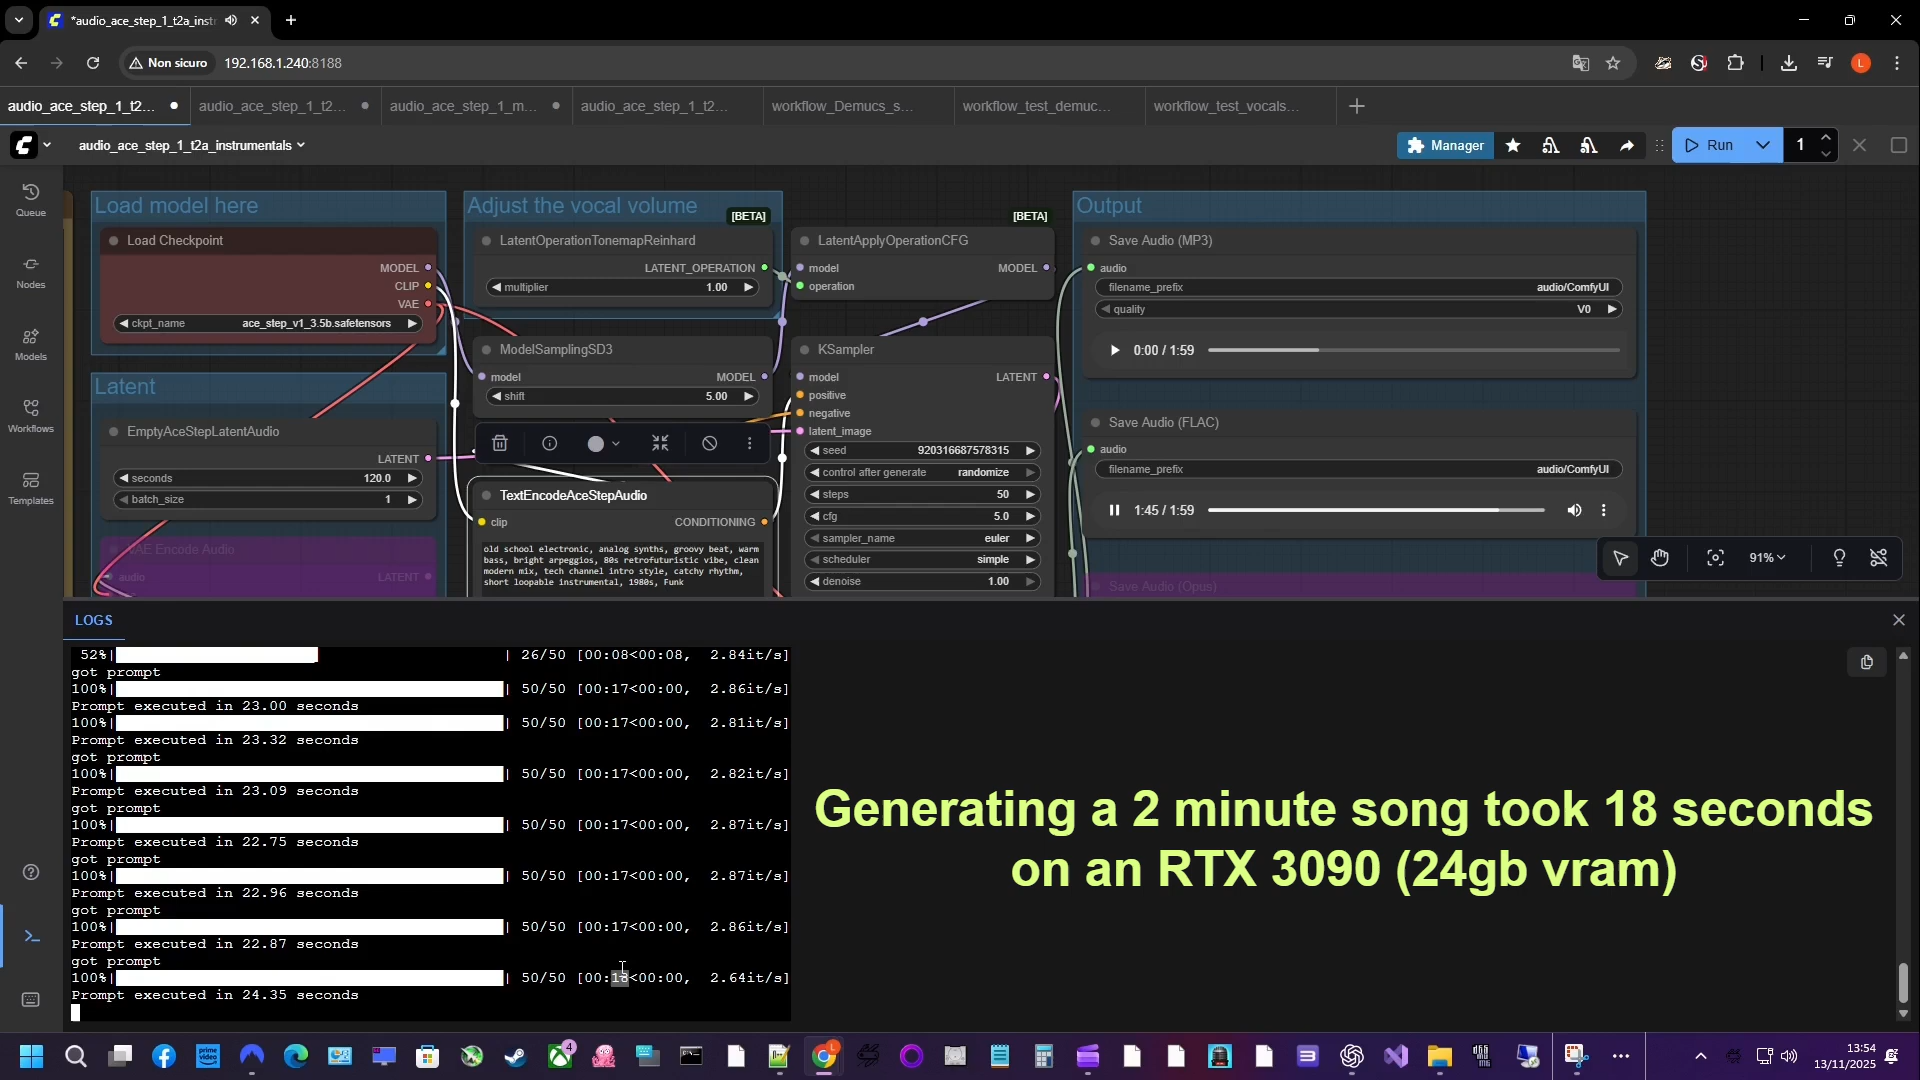 *audio_ace_step_1_t2a_inst
Non sicuro
192.168.1.240:8188
audio_ace_step_1_t2...
audio_ace_step_1_t2...
audio_ace_step_1_m...
audio_ace_step_1_t2...
workflow_Demucs_s...
workflow_test_demuc...
workflow_test_vocals...
audio_ace_step_1_t2a_instrumentals
Manager
Run
1
Queue
Nodes
Models
Workflows
Templates
Load model here
Load Checkpoint
MODEL
CLIP
VAE
ckpt_name ace_step_v1_3.5b.safetensors
Latent
EmptyAceStepLatentAudio
LATENT
seconds 120.0
batch_size 1
VAE Encode Audio
audio LATENT
Adjust the vocal volume
[BETA]
LatentOperationTonemapReinhard
LATENT_OPERATION
multiplier 1.00
ModelSamplingSD3
model MODEL
shift 5.00
TextEncodeAceStepAudio
clip CONDITIONING
old school electronic, analog synths, groovy beat, warm
bass, bright arpeggios, 80s retrofuturistic vibe, clean
modern mix, tech channel intro style, catchy rhythm,
short loopable instrumental, 1980s, Funk
[BETA]
LatentApplyOperationCFG
model MODEL
operation
KSampler
model LATENT
positive
negative
latent_image
seed 920316687578315
control after generate randomize
steps 50
cfg 5.0
sampler_name euler
scheduler simple
denoise 1.00
Output
Save Audio (MP3)
audio
filename_prefix audio/ComfyUI
quality V0
0:00 / 1:59
Save Audio (FLAC)
audio
filename_prefix audio/ComfyUI
1:45 / 1:59
Save Audio (Opus)
91%
LOGS
52%| | 26/50 [00:08<00:08, 2.84it/s]
got prompt
100%| | 50/50 [00:17<00:00, 2.86it/s]
Prompt executed in 23.00 seconds
100%| | 50/50 [00:17<00:00, 2.81it/s]
Prompt executed in 23.32 seconds
got prompt
100%| | 50/50 [00:17<00:00, 2.82it/s]
Prompt executed in 23.09 seconds
got prompt
100%| | 50/50 [00:17<00:00, 2.87it/s]
Prompt executed in 22.75 seconds
got prompt
100%| | 50/50 [00:17<00:00, 2.87it/s]
Prompt executed in 22.96 seconds
got prompt
100%| | 50/50 [00:17<00:00, 2.86it/s]
Prompt executed in 22.87 seconds
got prompt
100%| | 50/50 [00:18<00:00, 2.64it/s]
Prompt executed in 24.35 seconds
Generating a 2 minute song took 18 seconds
on an RTX 3090 (24gb vram)
prime video
4
L
13:54
13/11/2025